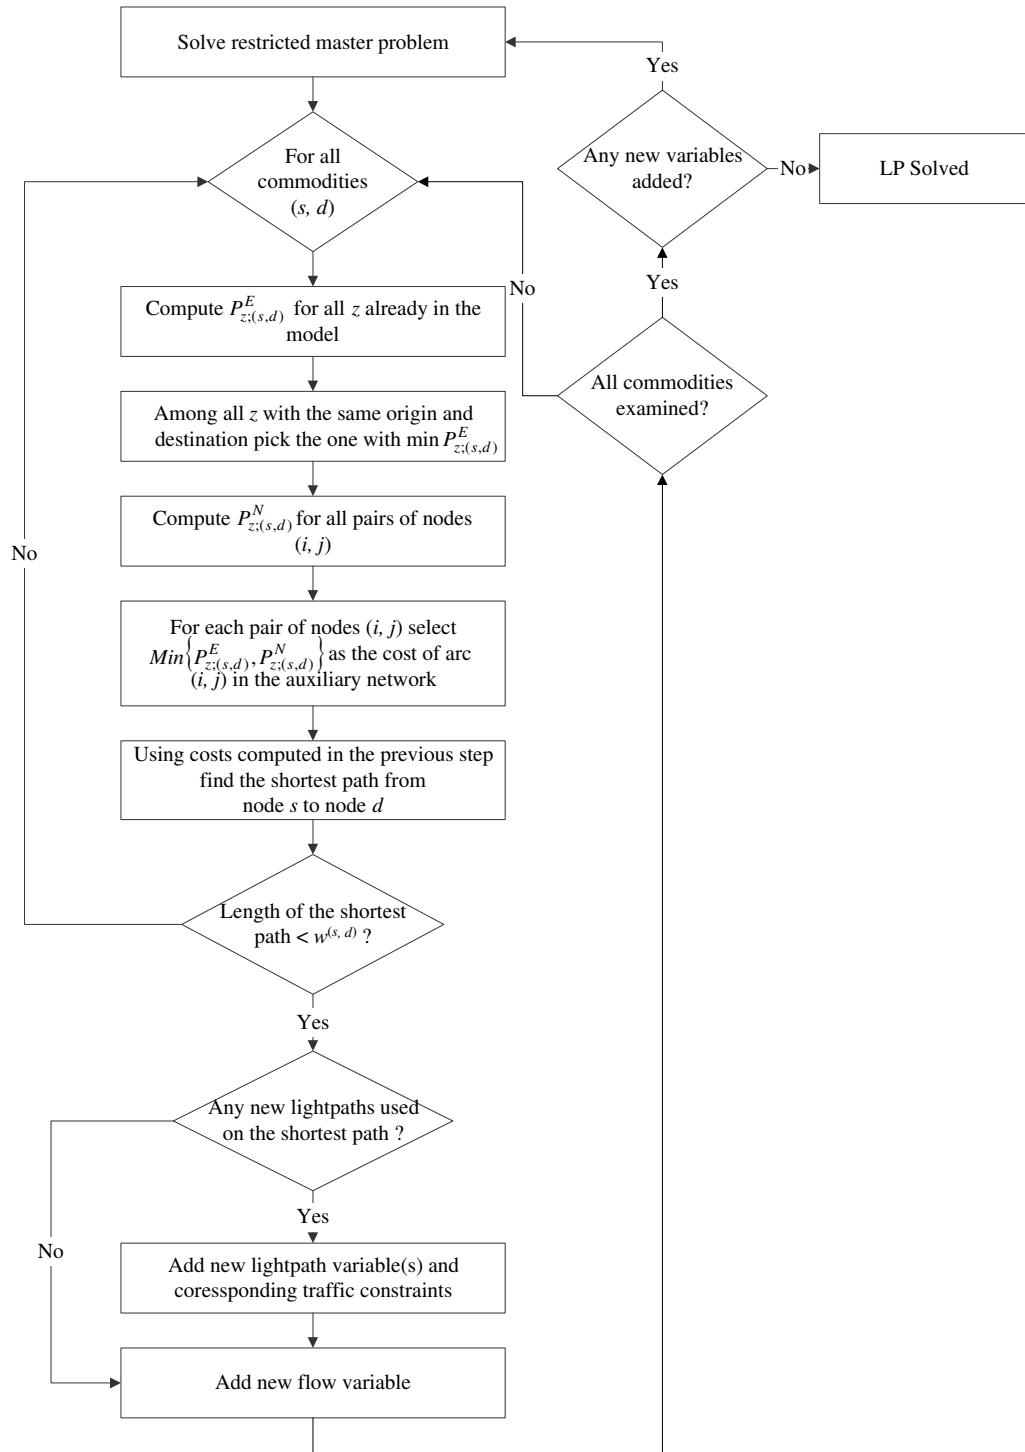 Solve restricted master problem
Yes
For all
commodities
(s, d)
Any new variables
added?
No
LP Solved
No
Yes
Compute P^E_{z;(s,d)} for all z already in the
model
All commodities
examined?
Among all z with the same origin and
destination pick the one with min P^E_{z;(s,d)}
Compute P^N_{z;(s,d)} for all pairs of nodes
(i, j)
No
For each pair of nodes (i, j) select
Min{P^E_{z;(s,d)}, P^N_{z;(s,d)}} as the cost of arc
(i, j) in the auxiliary network
Using costs computed in the previous step
find the shortest path from
node s to node d
Length of the shortest
path < w^{(s, d)} ?
Yes
Any new lightpaths used
on the shortest path ?
Yes
No
Add new lightpath variable(s) and
coressponding traffic constraints
Add new flow variable